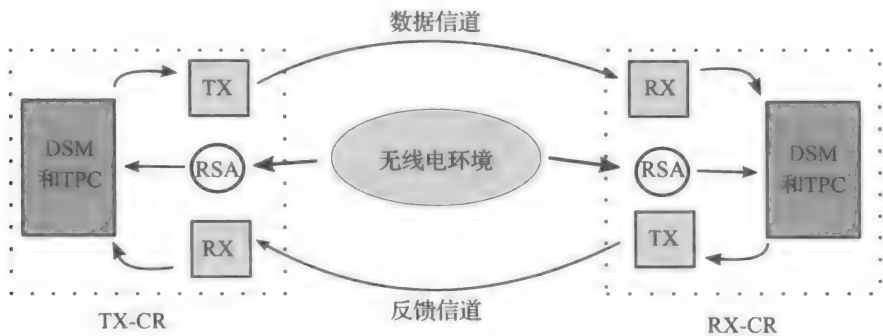 数据信道
TX
RX
DSM
和TPC
RSA
无线电环境
RSA
DSM
和TPC
RX
TX
反馈信道
TX-CR
RX-CR